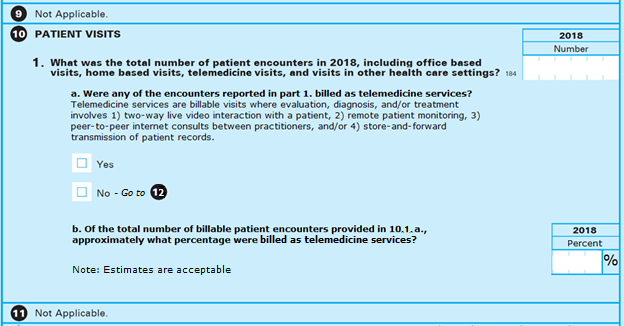 9 Not Applicable.
10 PATIENT VISITS
2018
Number
1. What was the total number of patient encounters in 2018, including office based
visits, home based visits, telemedicine visits, and visits in other health care settings? 184
a. Were any of the encounters reported in part 1. billed as telemedicine services?
Telemedicine services are billable visits where evaluation, diagnosis, and/or treatment
involves 1) two-way live video interaction with a patient, 2) remote patient monitoring, 3)
peer-to-peer internet consults between practitioners, and/or 4) store-and-forward
transmission of patient records.
Yes
No - Go to 12
b. Of the total number of billable patient encounters provided in 10.1.a.,
approximately what percentage were billed as telemedicine services?
2018
Percent
%
Note: Estimates are acceptable
11 Not Applicable.